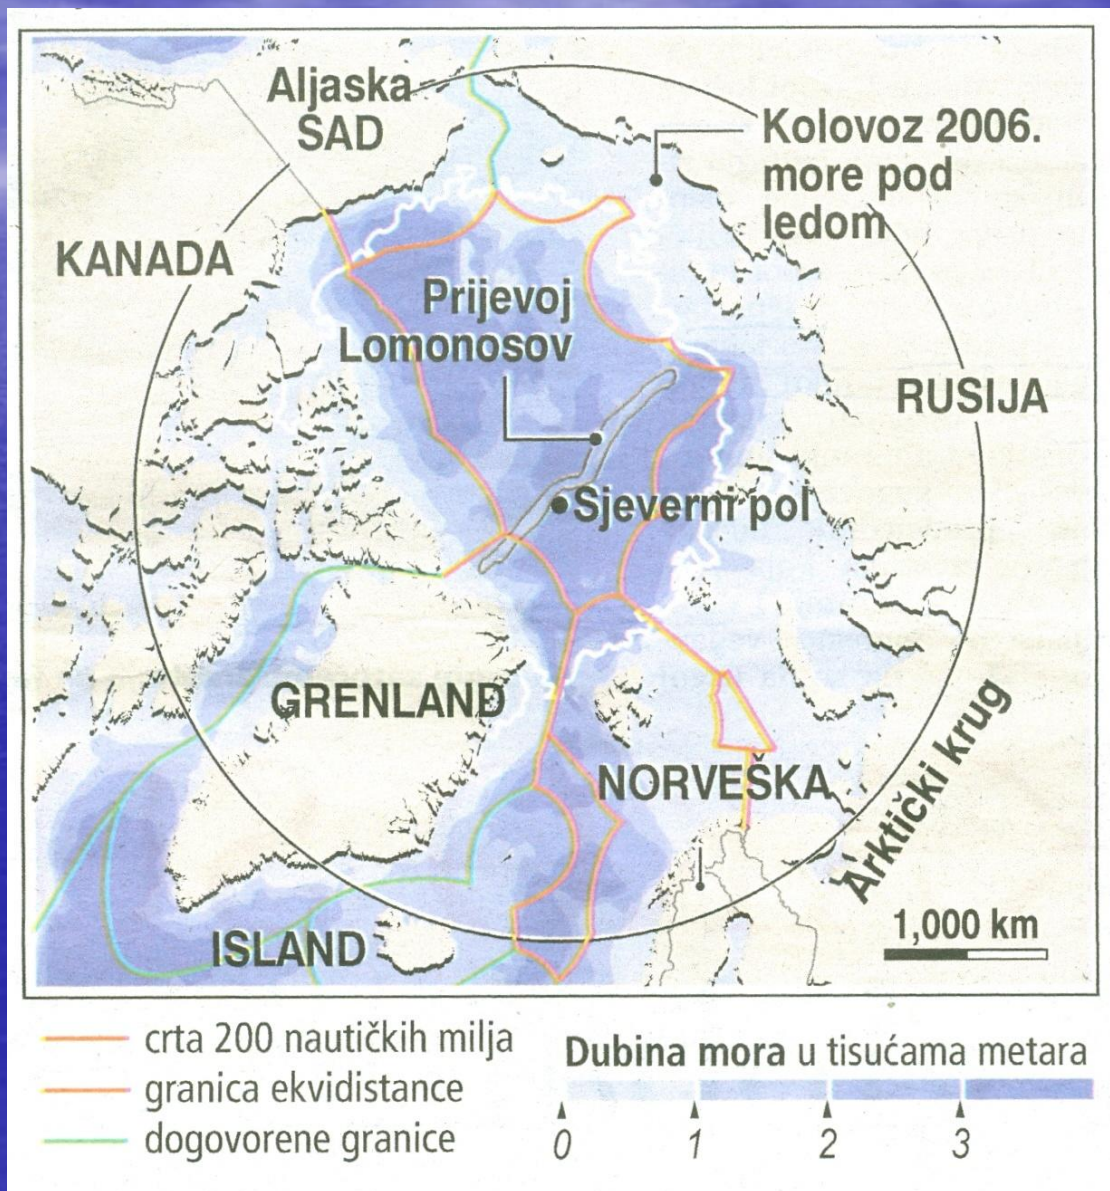 Aljaska
SAD
Kolovoz 2006.
more pod
ledom
KANADA
Prijevoj
Lomonosov
RUSIJA
Sjeverni pol
GRENLAND
NORVEŠKA
Arktički krug
ISLAND
1,000 km
crta 200 nautičkih milja
granica ekvidistance
dogovorene granice
Dubina mora u tisućama metara
0 1 2 3